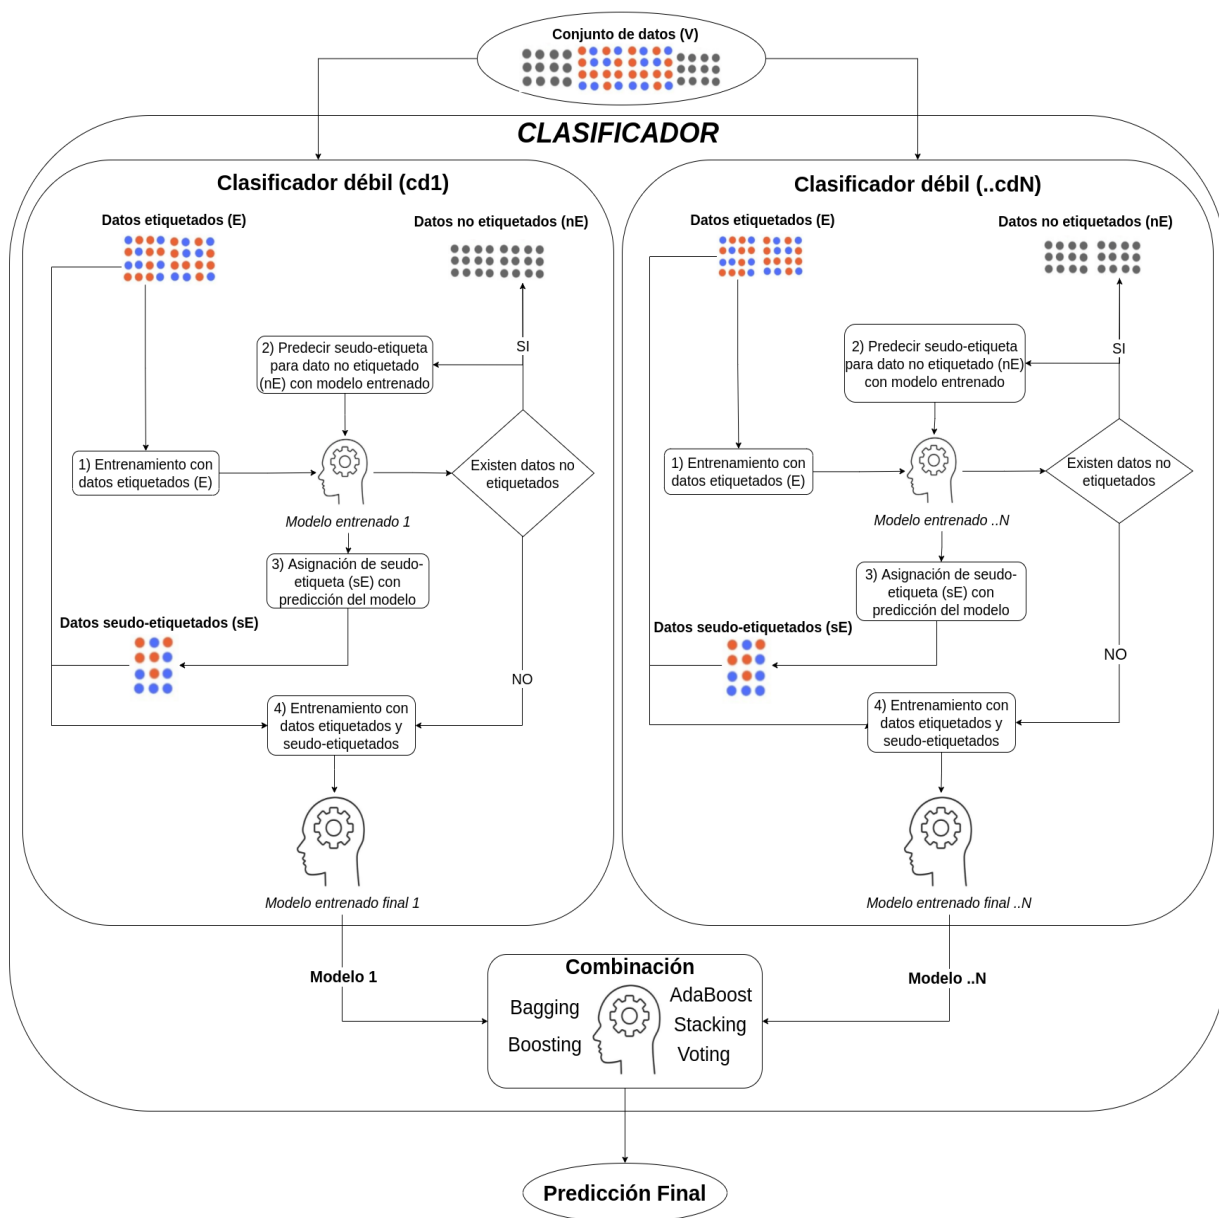 Conjunto de datos (V)
CLASIFICADOR
Clasificador débil (cd1)
Datos etiquetados (E)
Datos no etiquetados (nE)
SI
2) Predecir seudo-etiqueta
para dato no etiquetado
(nE) con modelo entrenado
1) Entrenamiento con
datos etiquetados (E)
Existen datos no
etiquetados
Modelo entrenado 1
3) Asignación de seudo-
etiqueta (sE) con
predicción del modelo
Datos seudo-etiquetados (sE)
NO
4) Entrenamiento con
datos etiquetados y
seudo-etiquetados
Modelo entrenado final 1
Clasificador débil (..cdN)
Datos etiquetados (E)
Datos no etiquetados (nE)
SI
2) Predecir seudo-etiqueta
para dato no etiquetado (nE)
con modelo entrenado
1) Entrenamiento con
datos etiquetados (E)
Existen datos no
etiquetados
Modelo entrenado ..N
3) Asignación de seudo-
etiqueta (sE) con
predicción del modelo
Datos seudo-etiquetados (sE)
NO
4) Entrenamiento con
datos etiquetados y
seudo-etiquetados
Modelo entrenado final ..N
Modelo 1
Modelo ..N
Combinación
Bagging
Boosting
AdaBoost
Stacking
Voting
Predicción Final